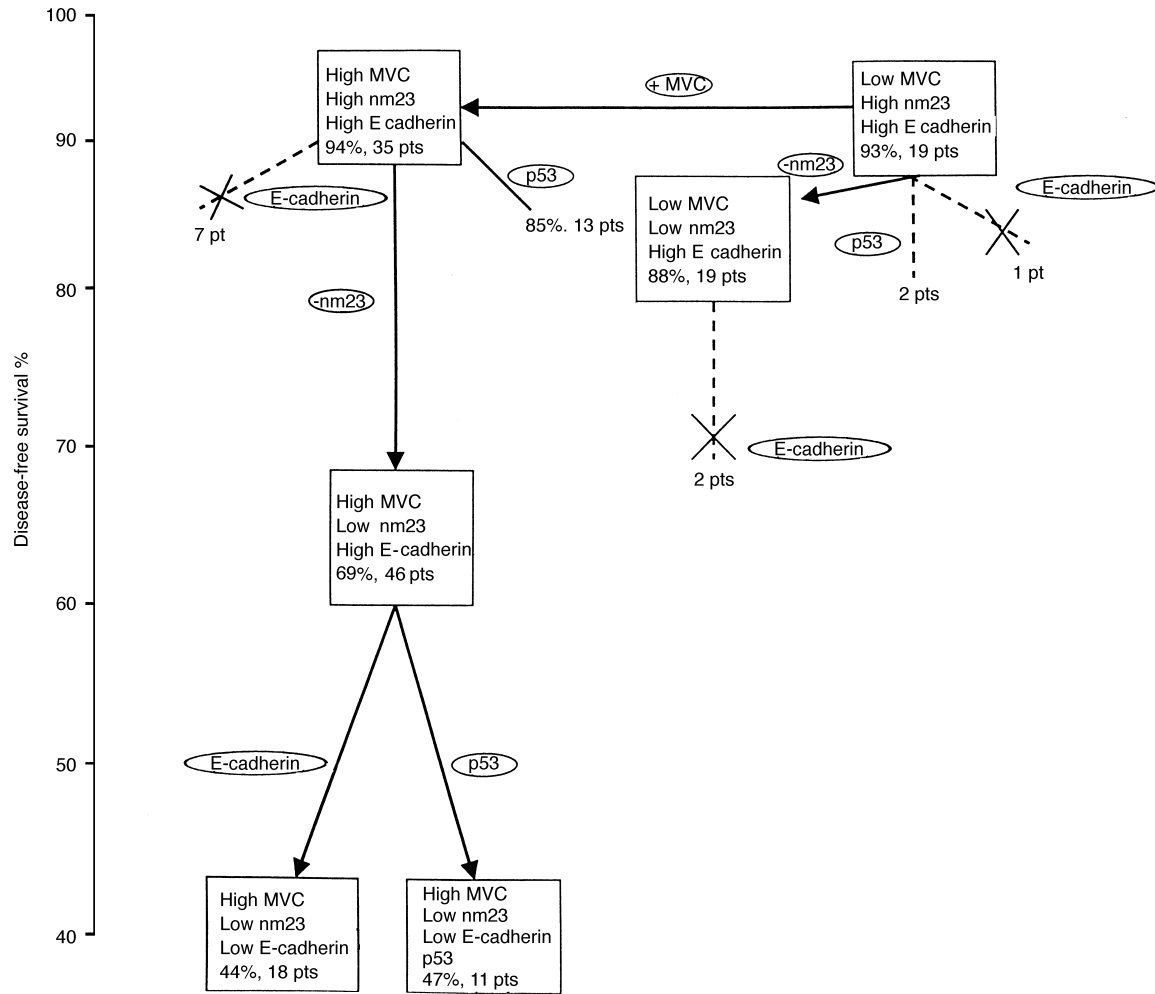 100
90
80
70
60
50
40
Disease-free survival %
High MVC
High nm23
High E cadherin
94%, 35 pts
+ MVC
Low MVC
High nm23
High E cadherin
93%, 19 pts
E-cadherin
7 pt
p53
85%. 13 pts
-nm23
Low MVC
Low nm23
High E cadherin
88%, 19 pts
p53
2 pts
E-cadherin
1 pt
-nm23
E-cadherin
2 pts
High MVC
Low nm23
High E-cadherin
69%, 46 pts
E-cadherin
p53
High MVC
Low nm23
Low E-cadherin
44%, 18 pts
High MVC
Low nm23
Low E-cadherin
p53
47%, 11 pts